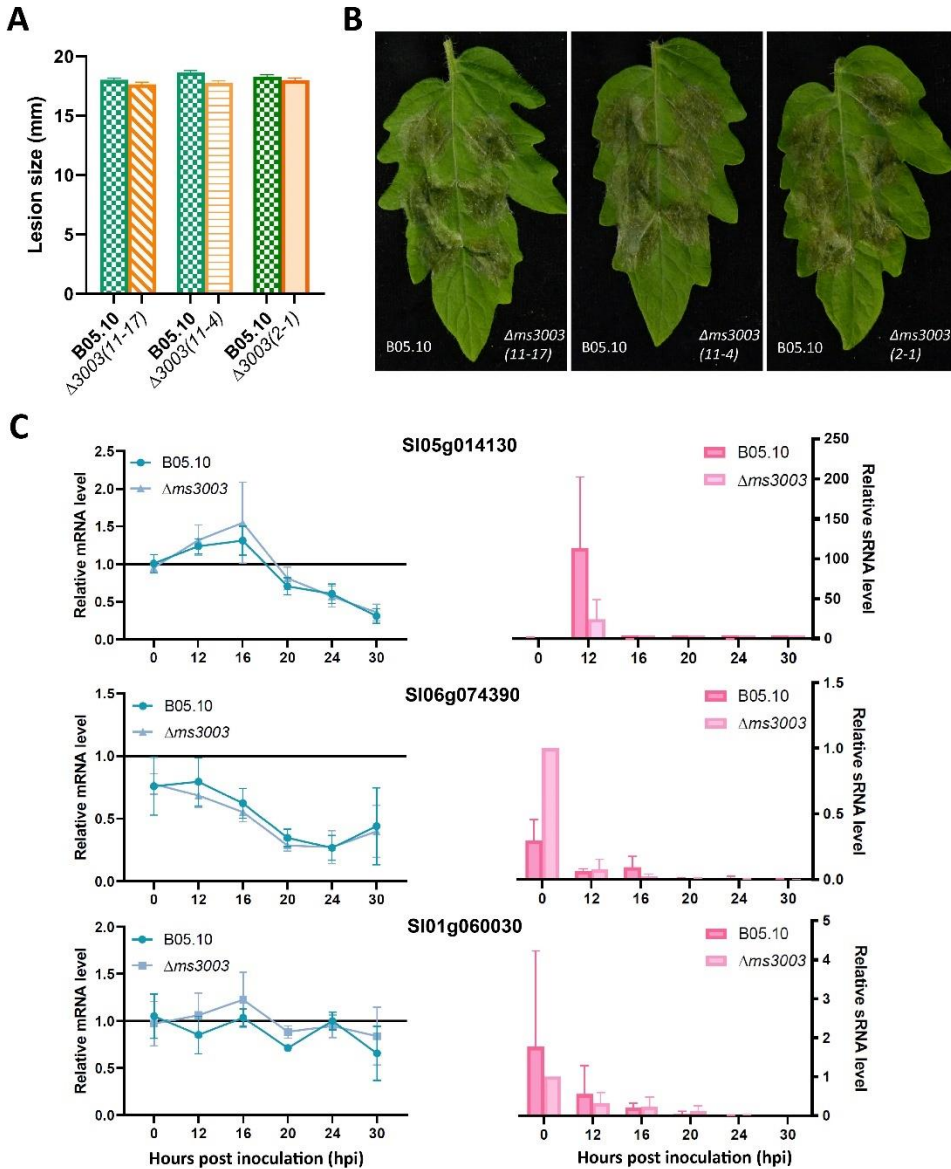 A
Lesion size (mm)
20
15
10
5
0
B05.10
Δ3003(11-17)
B05.10
Δ3003(11-4)
B05.10
Δ3003(2-1)
B
B05.10
Δms3003
(11-17)
B05.10
Δms3003
(11-4)
B05.10
Δms3003
(2-1)
C
Sl05g014130
Relative mRNA level
2.5
2.0
1.5
1.0
0.5
0.0
B05.10
Δms3003
0 12 16 20 24 30
B05.10
Δms3003
250
200
150
100
50
0
Relative sRNA level
0 12 16 20 24 30
Sl06g074390
Relative mRNA level
1.5
1.0
0.5
0.0
B05.10
Δms3003
0 12 16 20 24 30
B05.10
Δms3003
1.5
1.0
0.5
0.0
Relative sRNA level
0 12 16 20 24 30
Sl01g060030
Relative mRNA level
2.0
1.5
1.0
0.5
0.0
B05.10
Δms3003
0 12 16 20 24 30
Hours post inoculation (hpi)
B05.10
Δms3003
5
4
3
2
1
0
Relative sRNA level
0 12 16 20 24 30
Hours post inoculation (hpi)